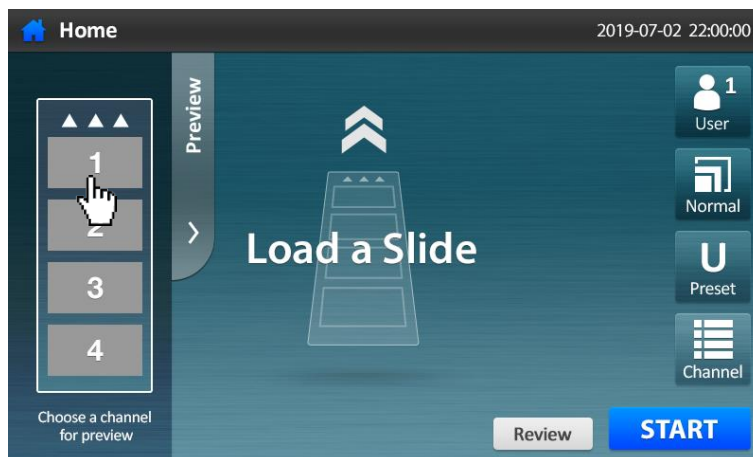 Home
2019-07-02 22:00:00
1
2
3
4
Choose a channel
for preview
Preview
Load a Slide
1
User
Normal
U
Preset
Channel
Review
START